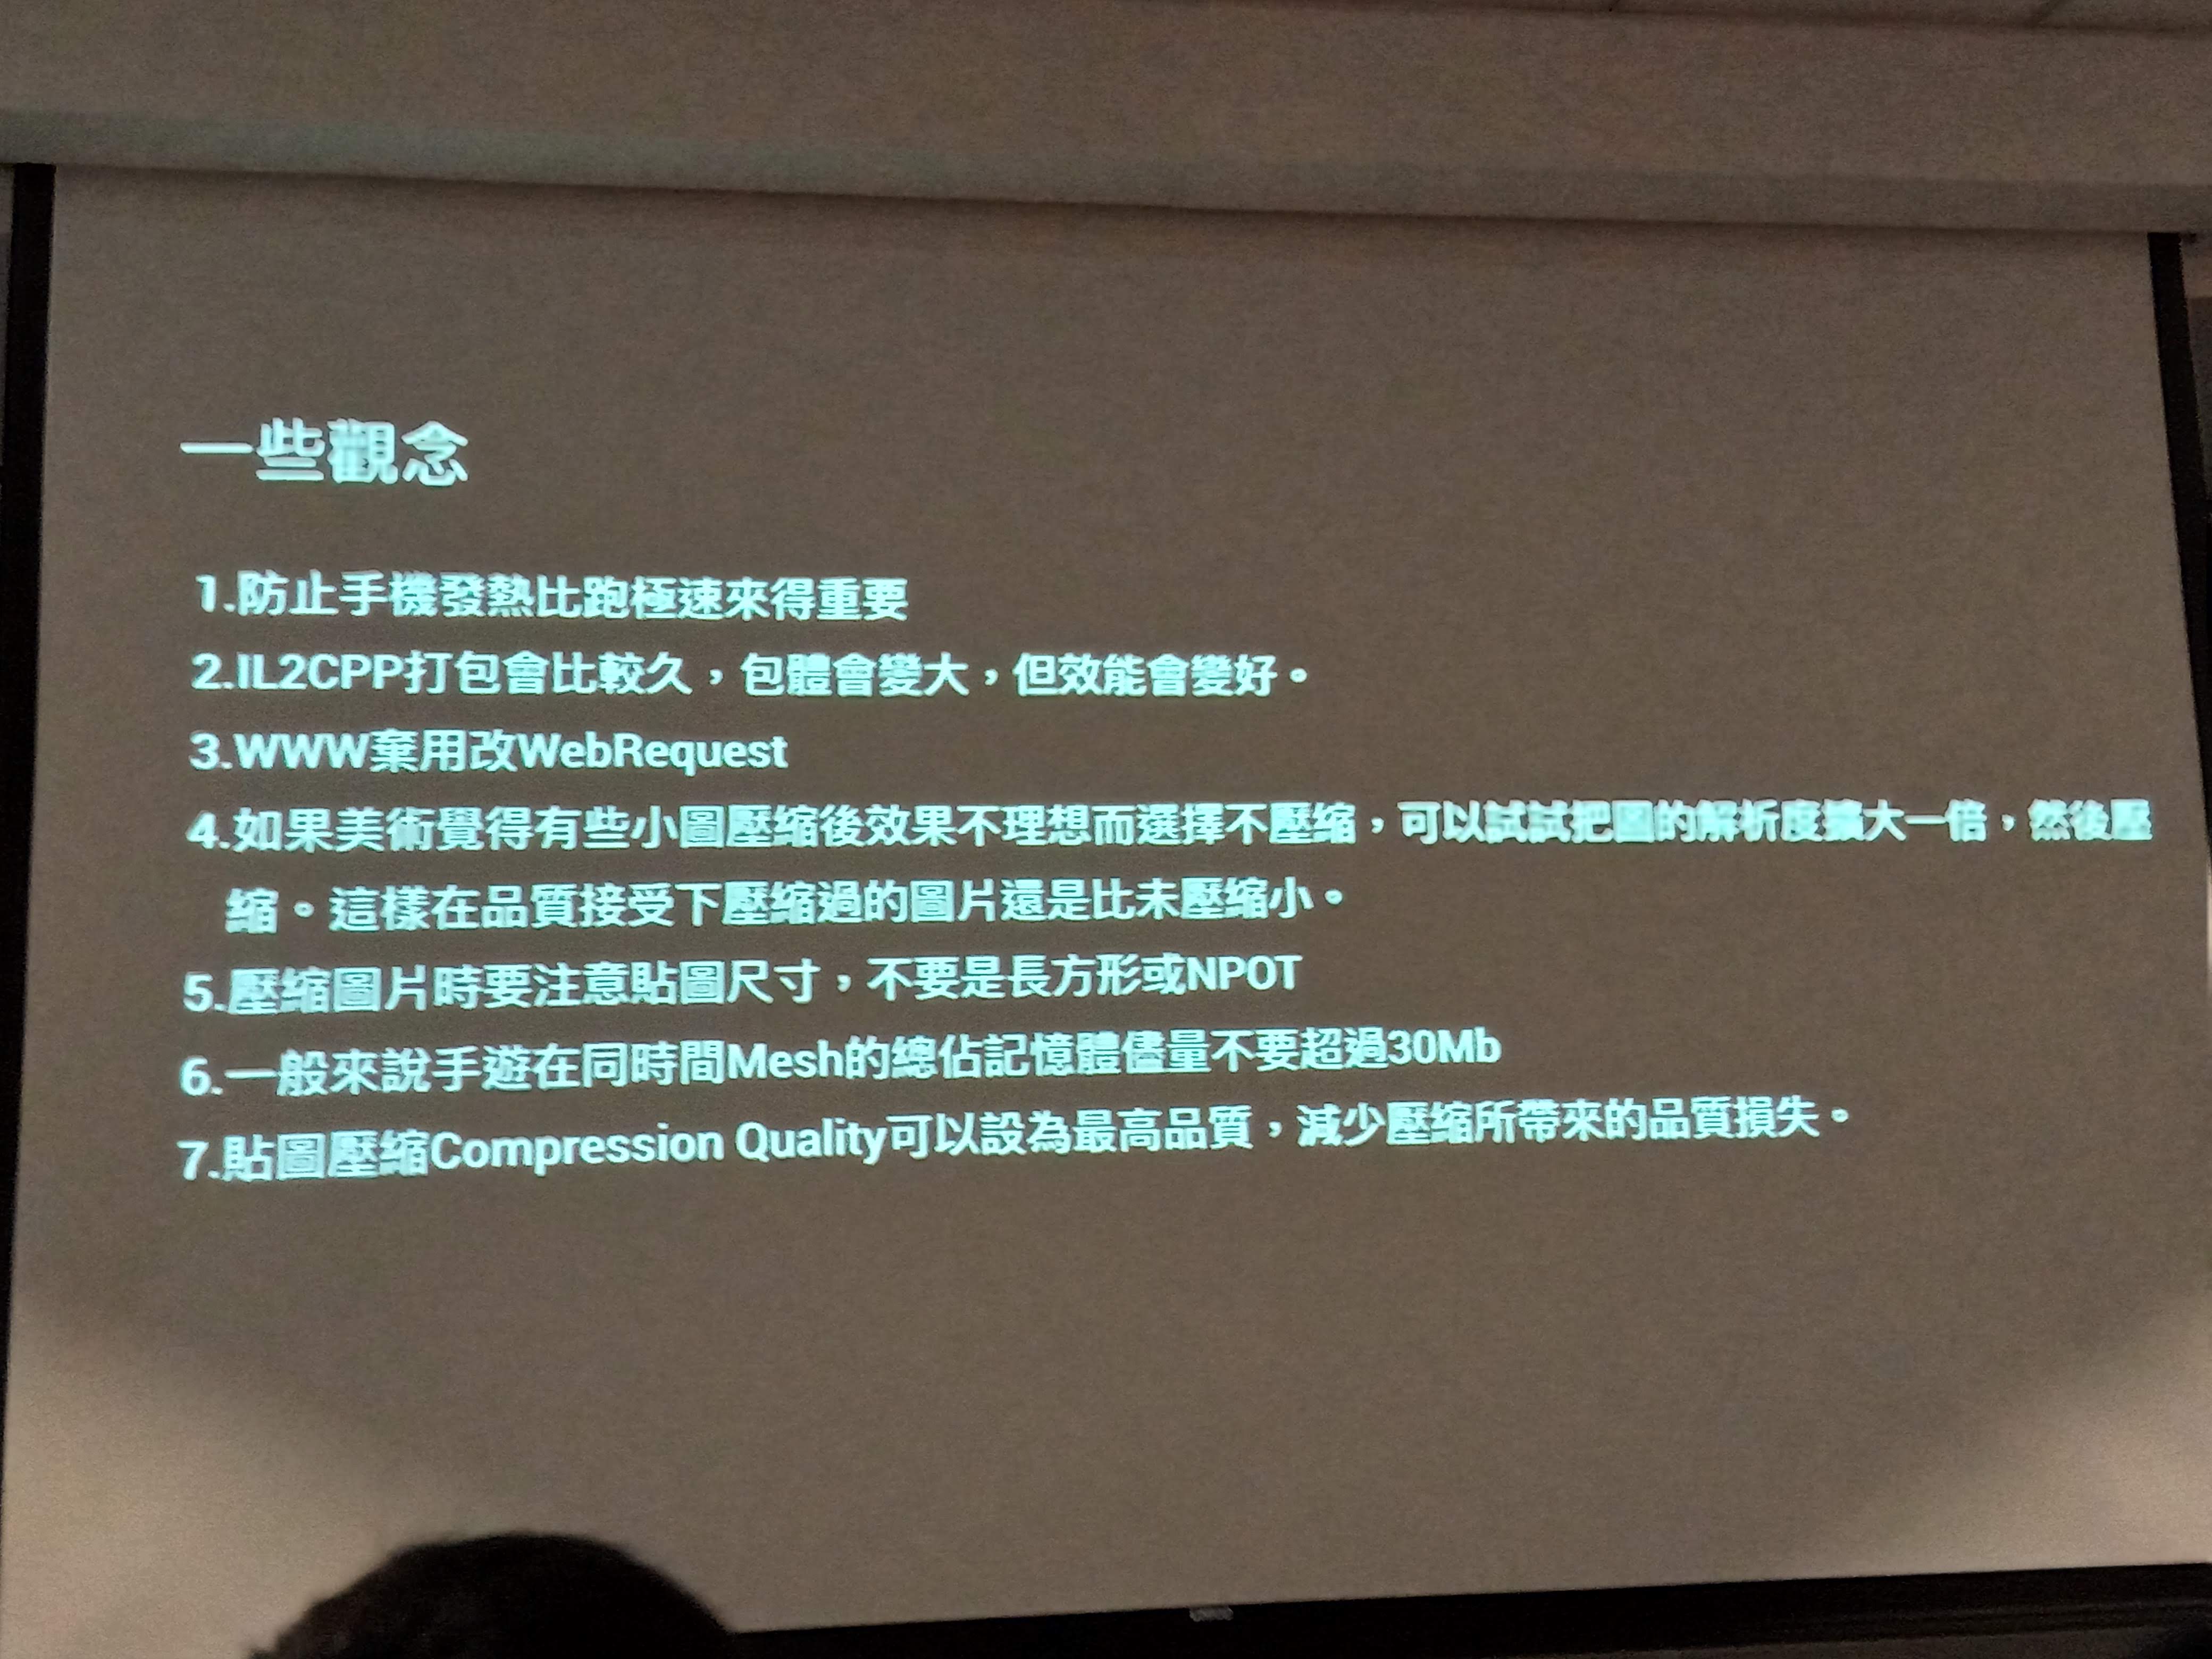 一些觀念
1.防止手機發熱比跑極速來得重要
2.IL2CPP打包會比較久，包體會變大，但效能會變好。
3.WWW棄用改WebRequest
4.如果美術覺得有些小圖壓縮後效果不理想而選擇不壓縮，可以試試把圖的解析度擴大一倍，然後壓
縮。這樣在品質接受下壓縮過的圖片還是比未壓縮小。
5.壓縮圖片時要注意貼圖尺寸，不要是長方形或NPOT
6.一般來說手遊在同時間Mesh的總佔記憶體儘量不要超過30Mb
7.貼圖壓縮Compression Quality可以設為最高品質，減少壓縮所帶來的品質損失。